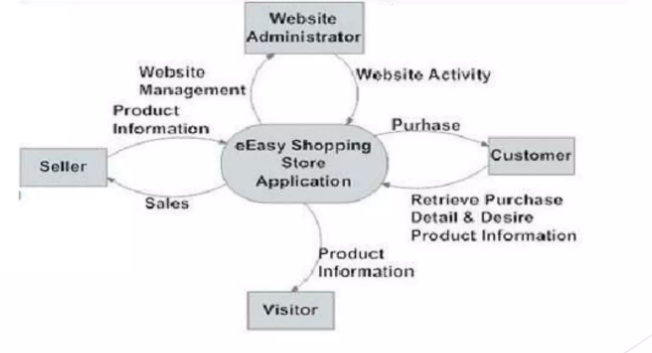 Website
Administrator
Website
Management
Website Activity
Product
Information
Purhase
eEasy Shopping
Store
Application
Seller
Customer
Sales
Retrieve Purchase
Detail & Desire
Product Information
Product
Information
Visitor